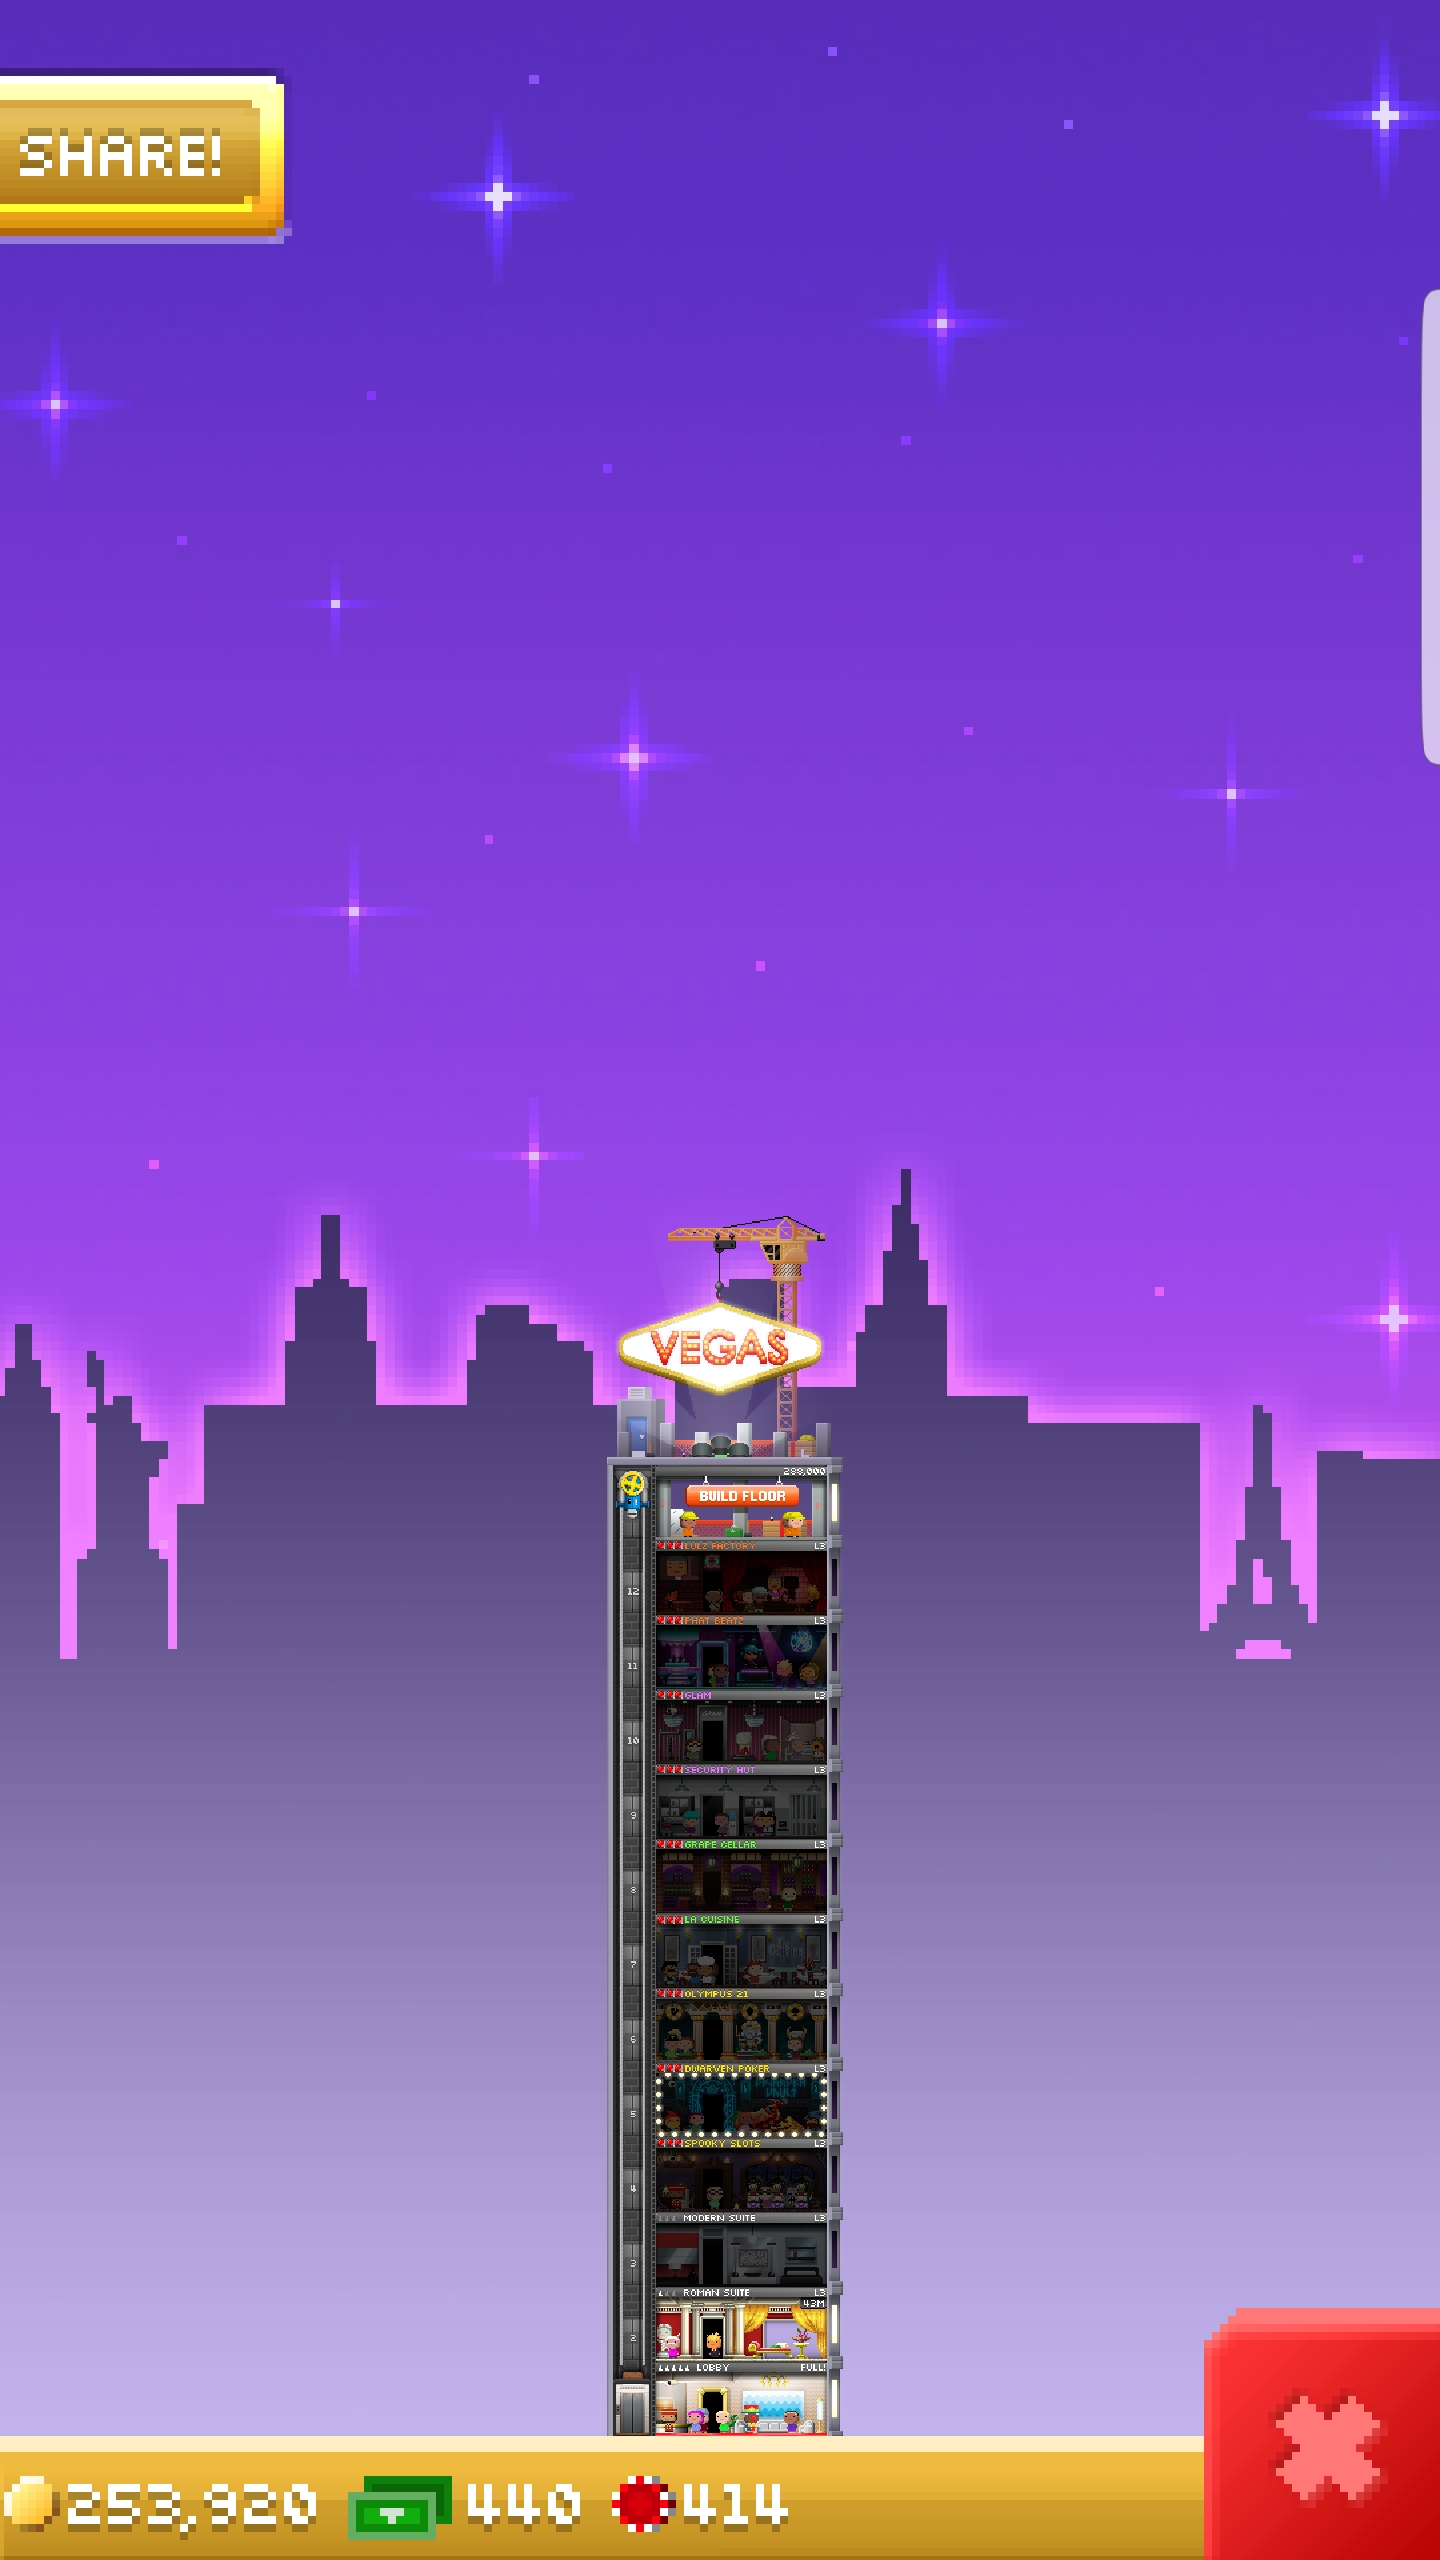 SHARE!
VEGAS
299,000
BUILD FLOOR
LULZ FACTORY L3
12
PHAT BEATZ L3
11
GLAM L3
10
SECURITY HUT L3
9
GRAPE CELLAR L3
8
LA CUISINE L3
7
OLYMPUS 21 L3
6
DWARVEN POKER L3
5
SPOOKY SLOTS L3
4
MODERN SUITE L3
3
ROMAN SUITE L3
43M
2
LOBBY FULL!
253,920 440 414